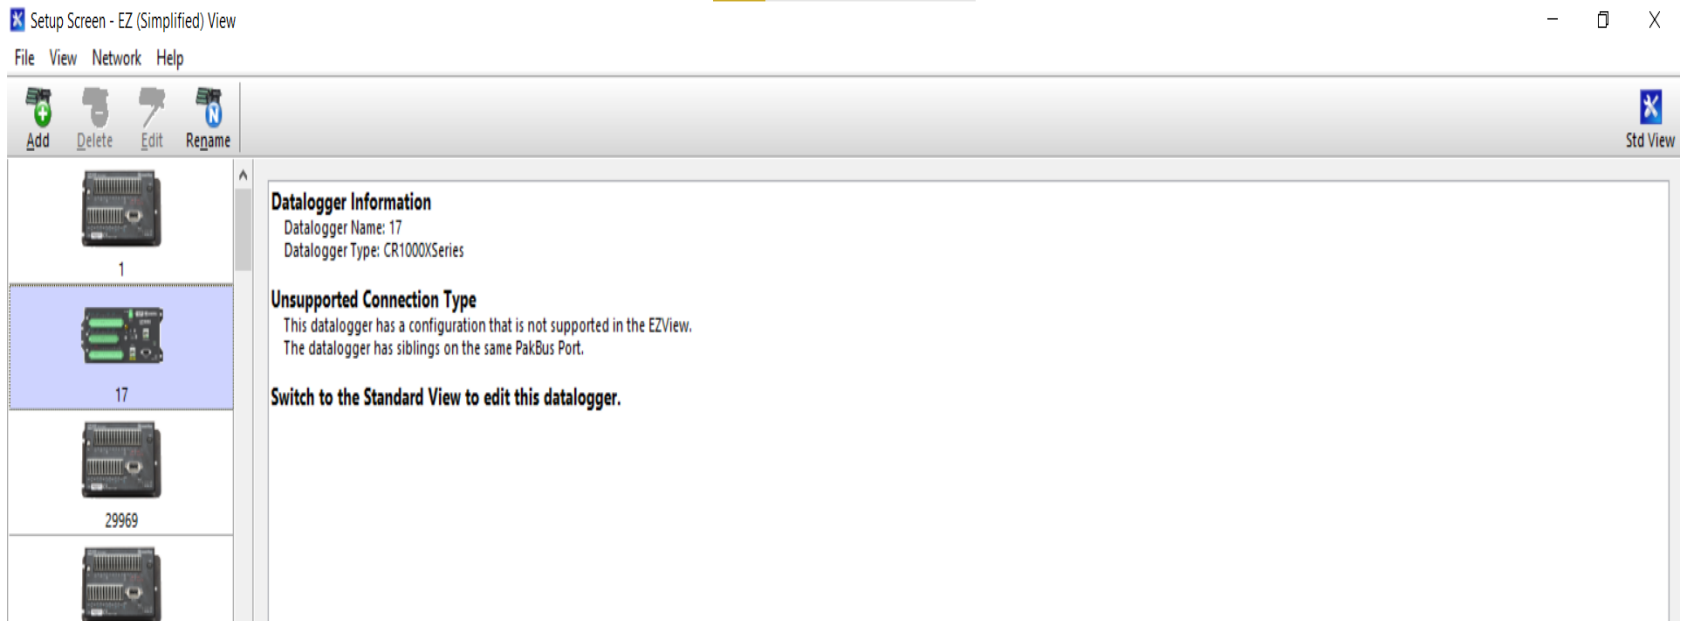 Setup Screen - EZ (Simplified) View
File View Network Help
Add Delete Edit Rename Std View
1
17
29969
Datalogger Information
Datalogger Name: 17
Datalogger Type: CR1000XSeries
Unsupported Connection Type
This datalogger has a configuration that is not supported in the EZView.
The datalogger has siblings on the same PakBus Port.
Switch to the Standard View to edit this datalogger.